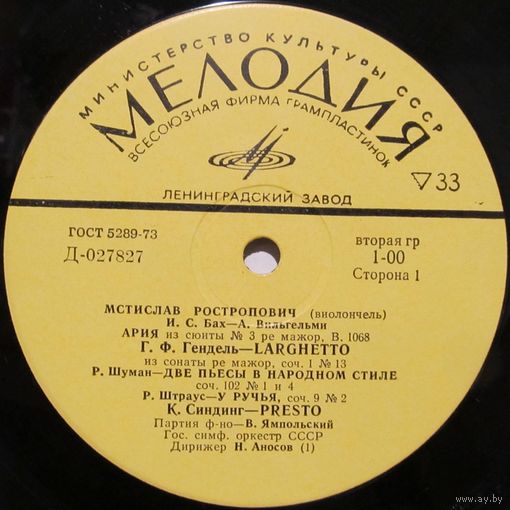 МИНИСТЕРСТВО КУЛЬТУРЫ СССР
МЕЛОДИЯ
ВСЕСОЮЗНАЯ ФИРМА ГРАМПЛАСТИНОК
ЛЕНИНГРАДСКИЙ ЗАВОД
▽33
ГОСТ 5289-73
Д-027827
вторая гр
1-00
Сторона 1
МСТИСЛАВ РОСТРОПОВИЧ (виолончель)
И. С. Бах—А. Вильгельми
АРИЯ из сюиты № 3 ре мажор, В. 1068
Г. Ф. Гендель—LARGHETTO
из сонаты ре мажор, соч. 1 № 13
Р. Шуман—ДВЕ ПЬЕСЫ В НАРОДНОМ СТИЛЕ
соч. 102 № 1 и 4
Р. Штраус—У РУЧЬЯ, соч. 9 № 2
К. Синдинг—PRESTO
Партия ф-но—В. Ямпольский
Гос. симф. оркестр СССР
Дирижер Н. Аносов (1)
www.ay.by